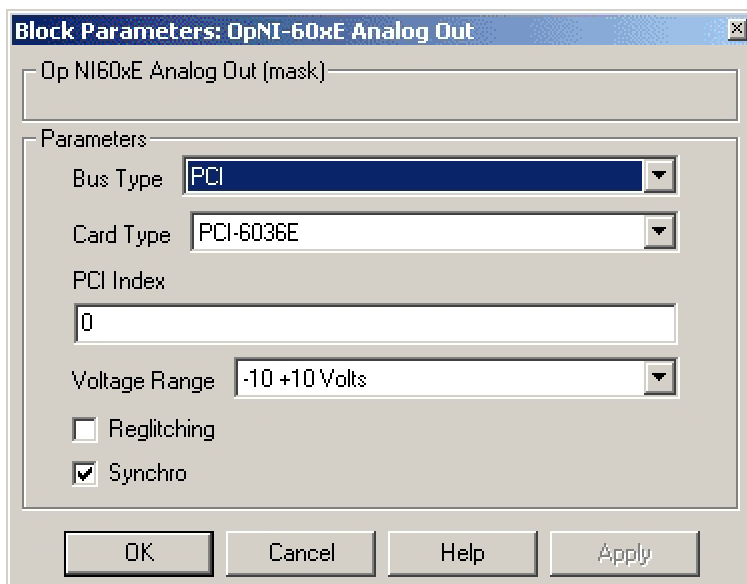 Block Parameters: OpNI-60xE Analog Out
Op NI60xE Analog Out (mask)
Parameters
Bus Type PCI
Card Type PCI-6036E
PCI Index
0
Voltage Range -10 +10 Volts
Reglitching
Synchro
OK Cancel Help Apply